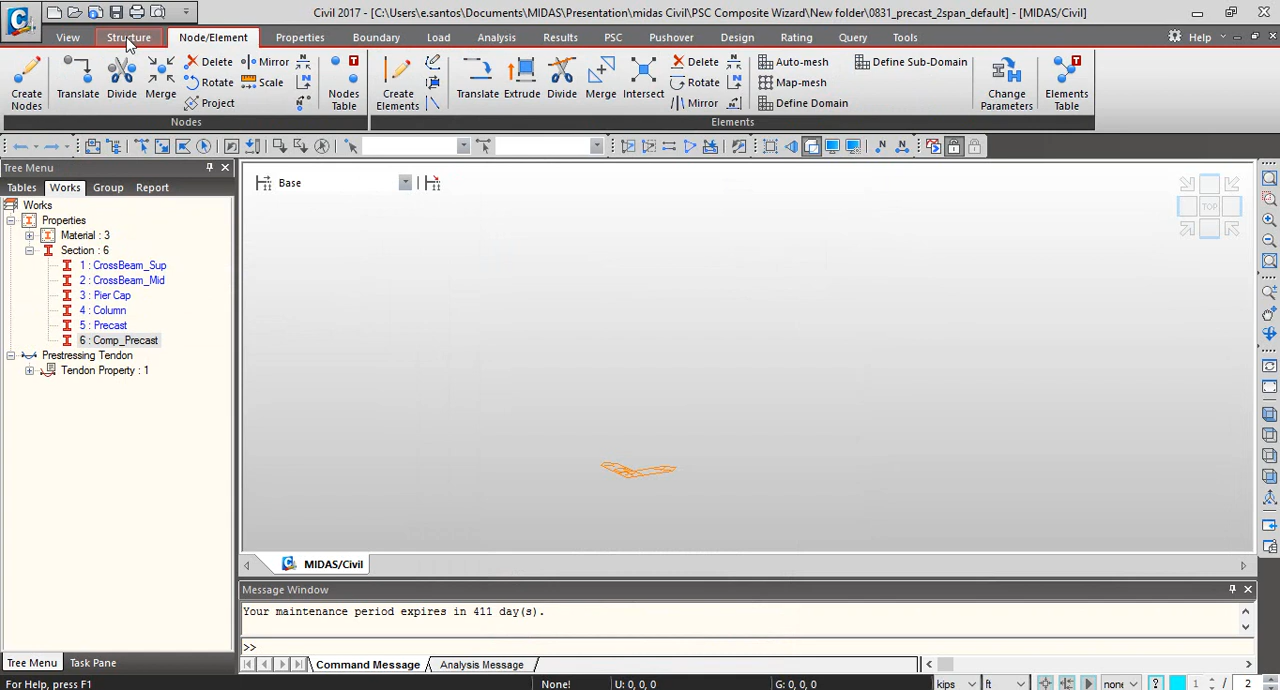 Civil 2017 - [C:\Users\e.santos\Documents\MIDAS\Presentation\midas Civil\PSC Composite Wizard\New folder\0831_precast_2span_default] - [MIDAS/Civil]
View Structure Node/Element Properties Boundary Load Analysis Results PSC Pushover Design Rating Query Tools Help
Delete Mirror Delete Auto-mesh Define Sub-Domain
Rotate Scale Rotate Map-mesh
Create Nodes Translate Divide Merge Project Nodes Table Create Elements Translate Extrude Divide Merge Intersect Mirror Define Domain Change Parameters Elements Table
Nodes Elements
Tree Menu
Tables Works Group Report
Base
TOP
Works
Properties
Material : 3
Section : 6
1 : CrossBeam_Sup
2 : CrossBeam_Mid
3 : Pier Cap
4 : Column
5 : Precast
6 : Comp_Precast
Prestressing Tendon
Tendon Property : 1
MIDAS/Civil
Message Window
Your maintenance period expires in 411 day(s).
>>
Tree Menu Task Pane Command Message Analysis Message
For Help, press F1 None! U: 0, 0, 0 G: 0, 0, 0 kips ft none 1 / 2